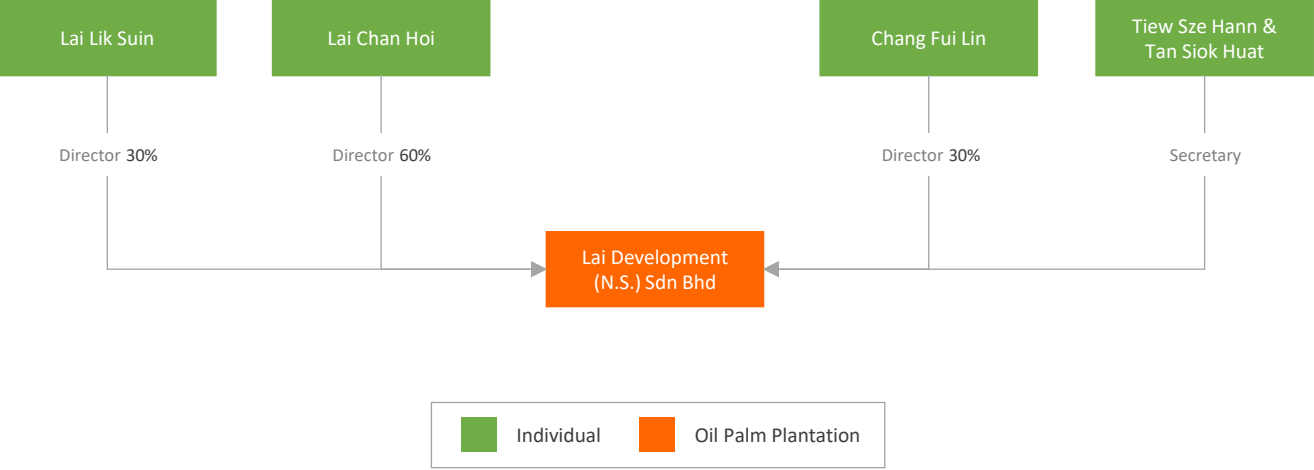 Lai Lik Suin
Lai Chan Hoi
Chang Fui Lin
Tiew Sze Hann &
Tan Siok Huat
Director 30%
Director 60%
Director 30%
Secretary
Lai Development
(N.S.) Sdn Bhd
Individual
Oil Palm Plantation